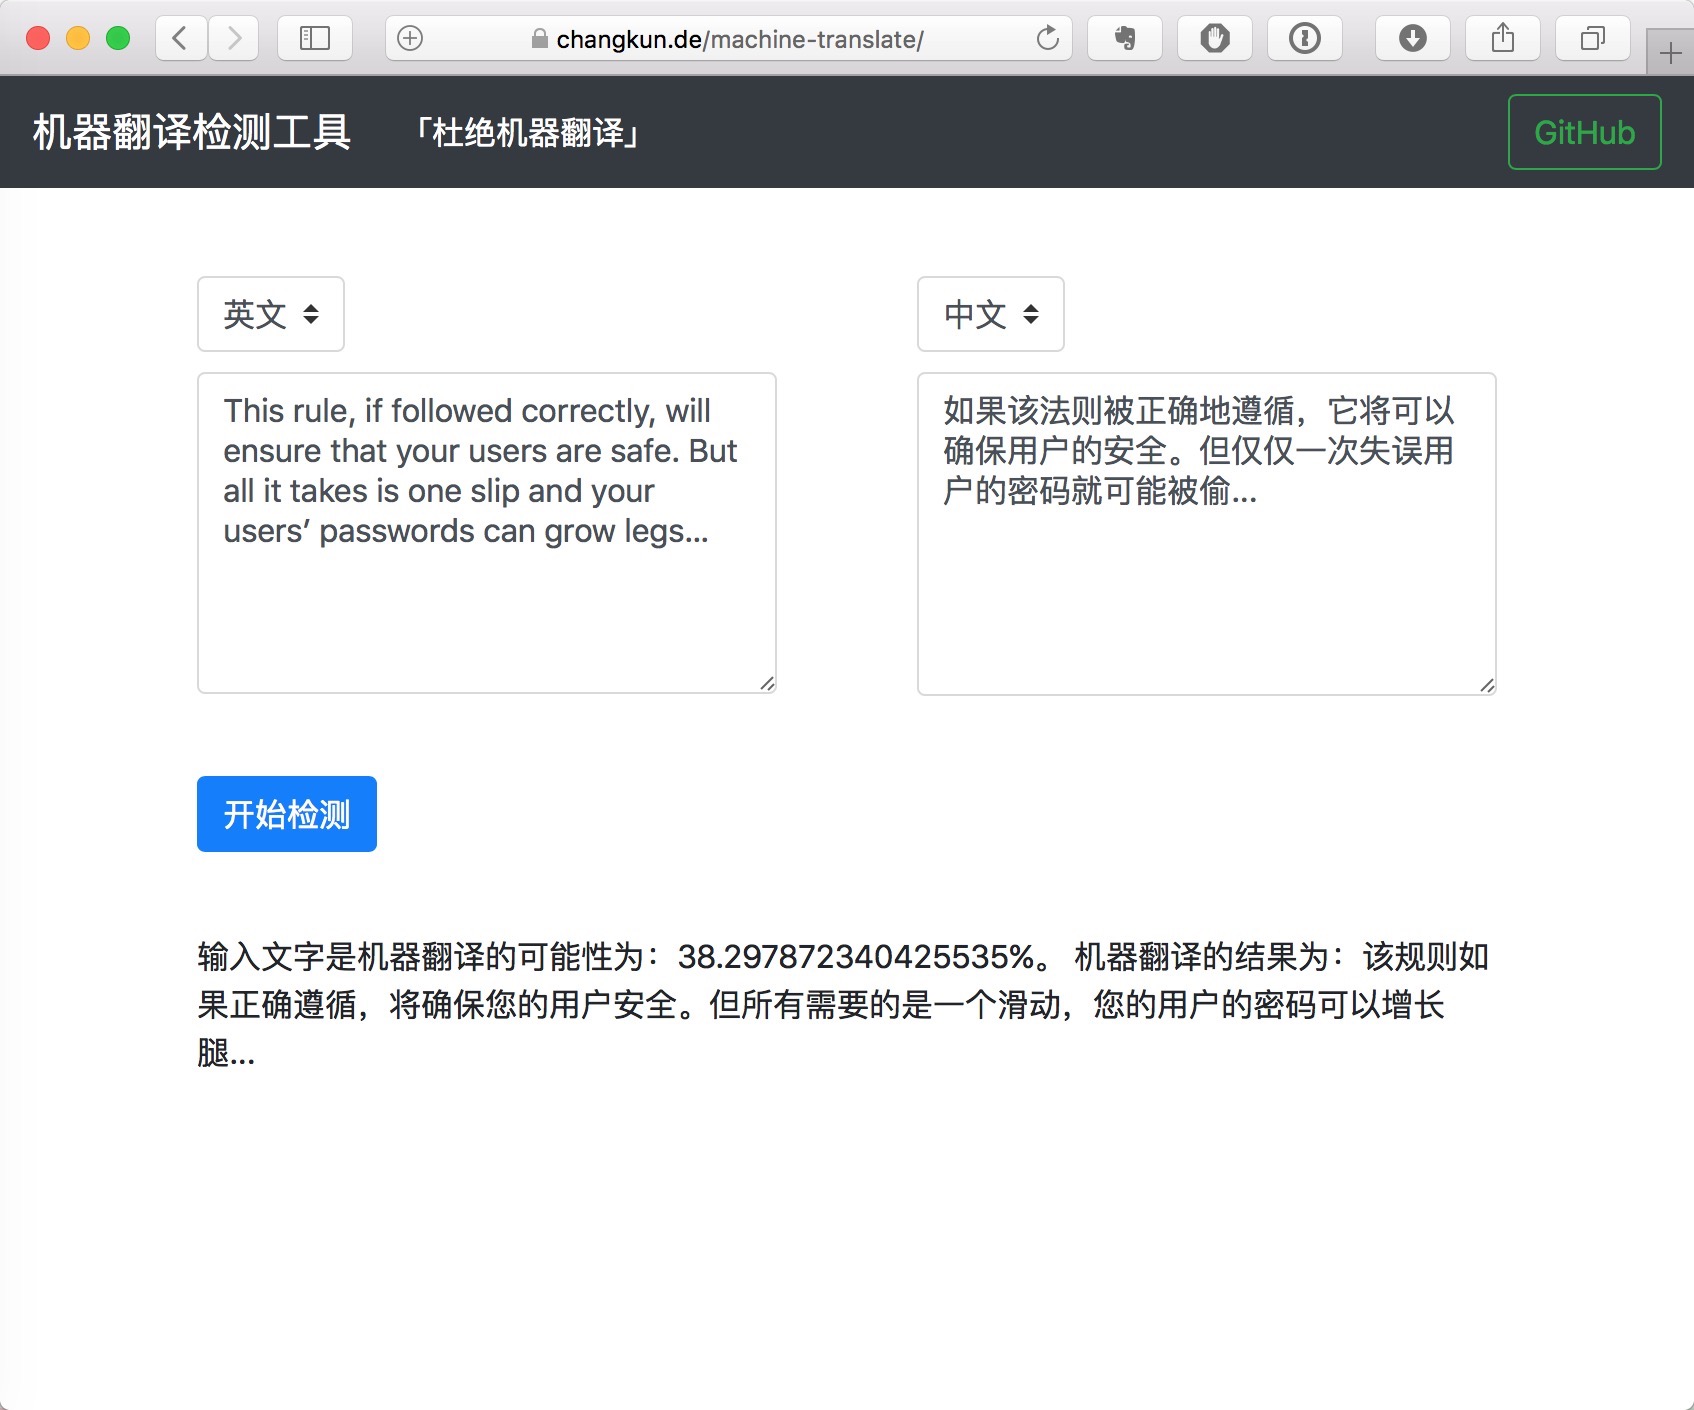 changkun.de/machine-translate/
机器翻译检测工具
「杜绝机器翻译」
GitHub
英文
中文
This rule, if followed correctly, will
ensure that your users are safe. But
all it takes is one slip and your
users’ passwords can grow legs...
如果该法则被正确地遵循，它将可以
确保用户的安全。但仅仅一次失误用
户的密码就可能被偷...
开始检测
输入文字是机器翻译的可能性为：38.297872340425535%。 机器翻译的结果为：该规则如
果正确遵循，将确保您的用户安全。但所有需要的是一个滑动，您的用户的密码可以增长
腿...